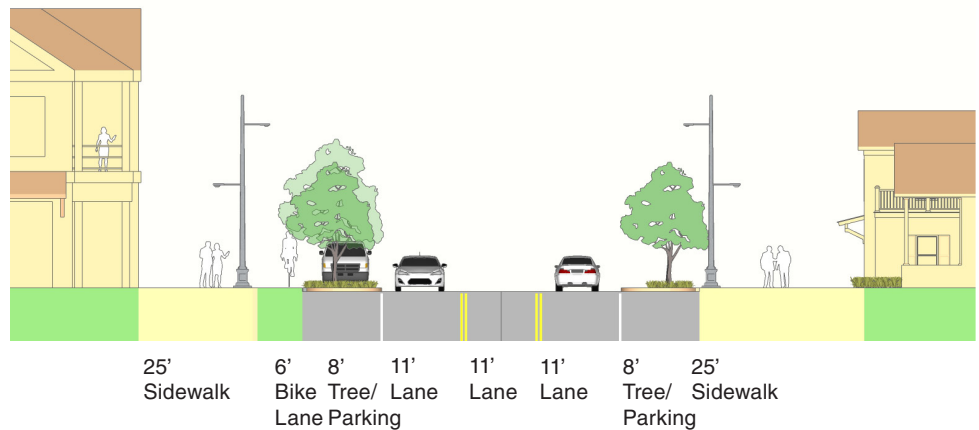 25’ 6’ 8’ 11’ 11’ 11’ 8’ 25’
Sidewalk Bike Tree/ Lane Lane Lane Tree/ Sidewalk
Lane Parking Parking